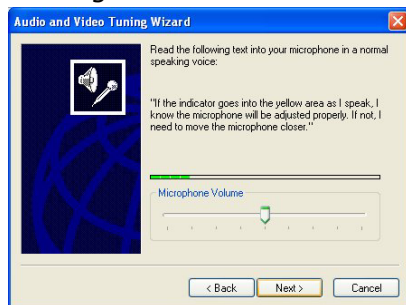 Audio and Video Tuning Wizard
Read the following text into your microphone in a normal
speaking voice:
"If the indicator goes into the yellow area as I speak, I
know the microphone will be adjusted properly. If not, I
need to move the microphone closer."
Microphone Volume
< Back
Next >
Cancel